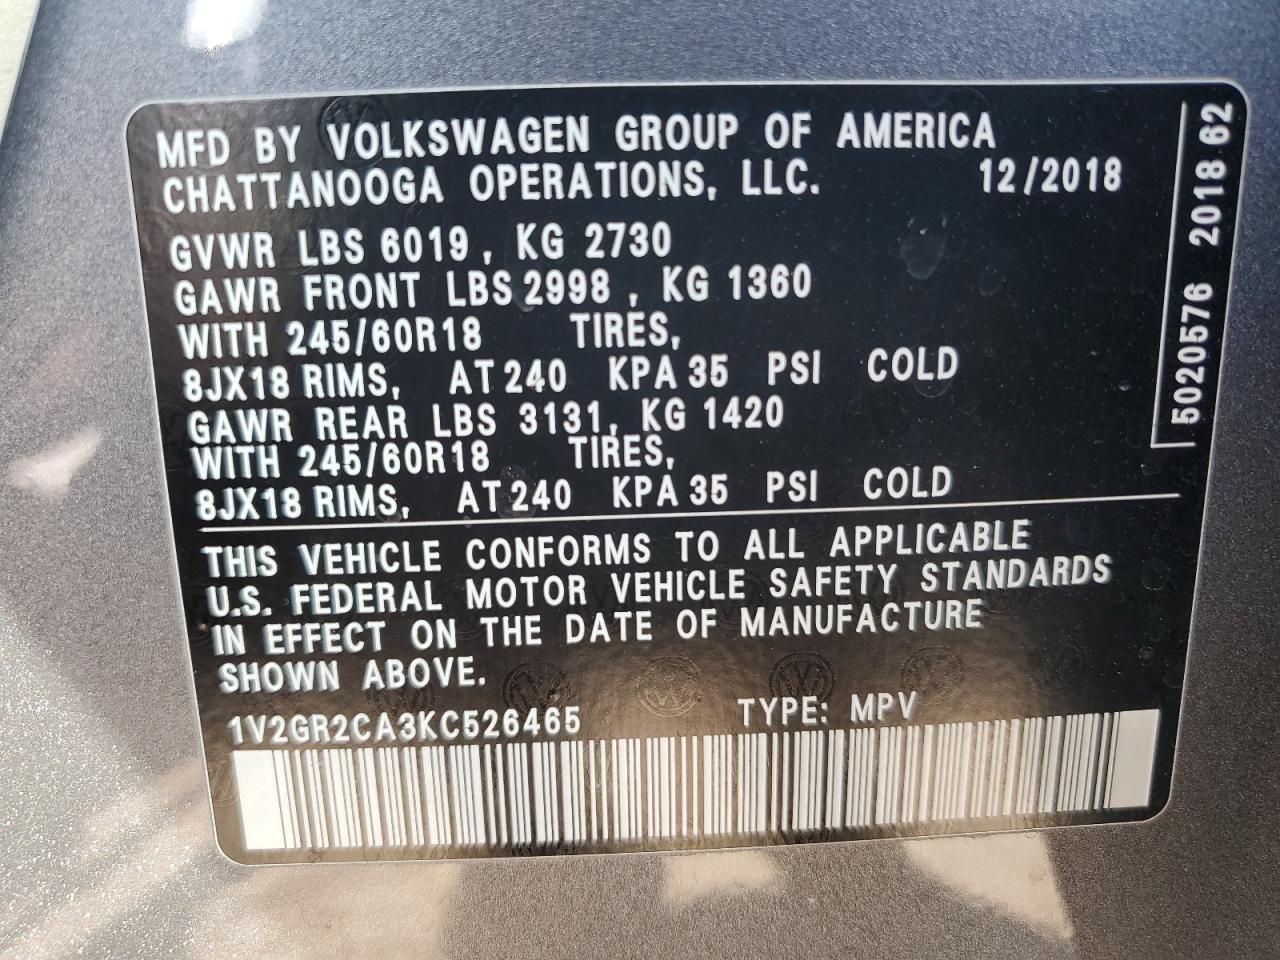 MFD BY VOLKSWAGEN GROUP OF AMERICA
CHATTANOOGA OPERATIONS, LLC. 12/2018
GVWR LBS 6019, KG 2730
GAWR FRONT LBS 2998, KG 1360
WITH 245/60R18 TIRES,
8JX18 RIMS, AT 240 KPA 35 PSI COLD
GAWR REAR LBS 3131, KG 1420
WITH 245/60R18 TIRES,
8JX18 RIMS, AT 240 KPA 35 PSI COLD
THIS VEHICLE CONFORMS TO ALL APPLICABLE
U.S. FEDERAL MOTOR VEHICLE SAFETY STANDARDS
IN EFFECT ON THE DATE OF MANUFACTURE
SHOWN ABOVE.
1V2GR2CA3KC526465 TYPE: MPV
5020576 2018 62